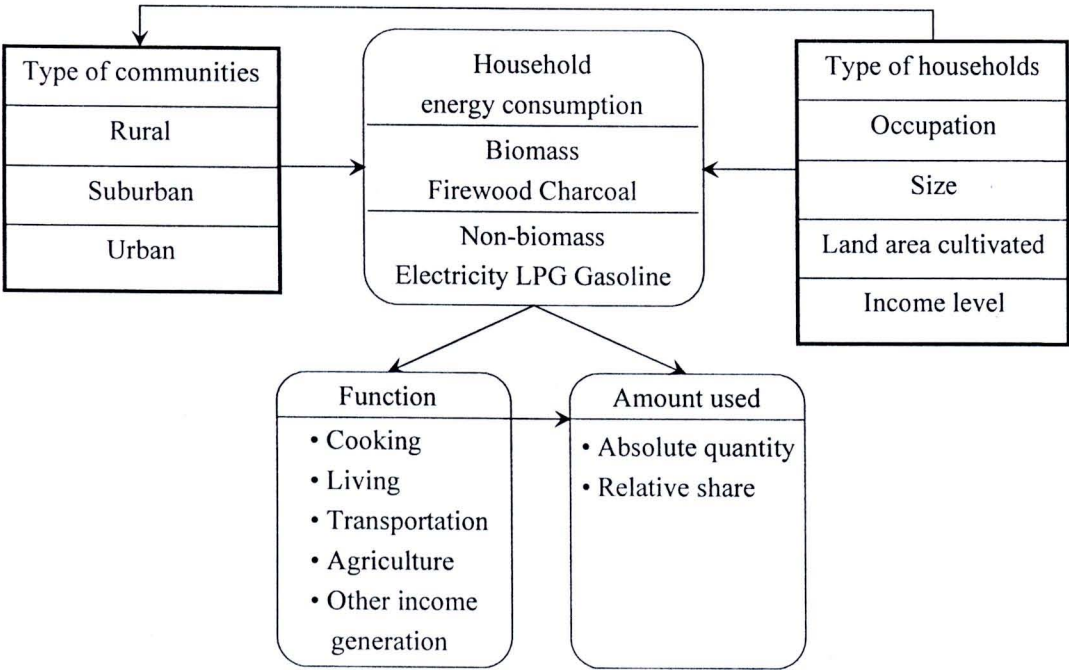 Type of communities
Rural
Suburban
Urban
Household
energy consumption
Biomass
Firewood Charcoal
Non-biomass
Electricity LPG Gasoline
Type of households
Occupation
Size
Land area cultivated
Income level
Function
• Cooking
• Living
• Transportation
• Agriculture
• Other income
generation
Amount used
• Absolute quantity
• Relative share